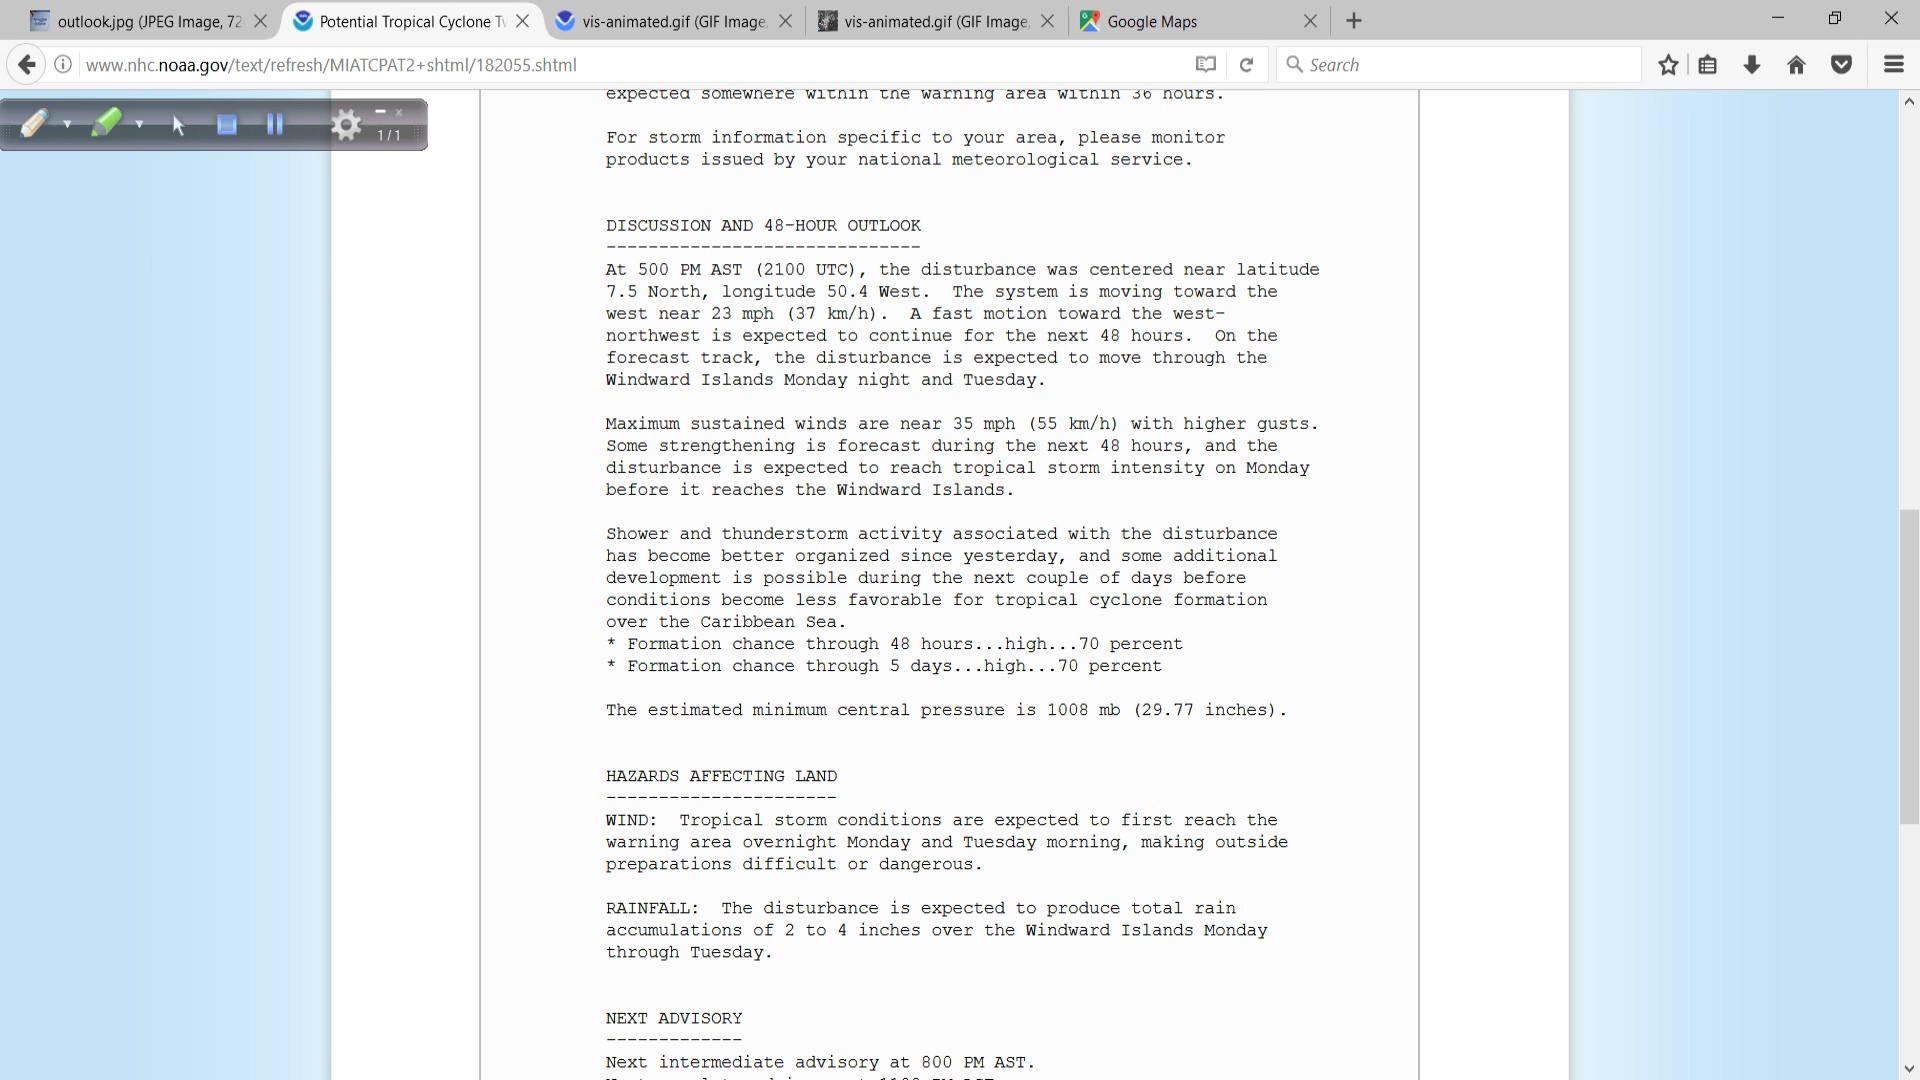 outlook.jpg (JPEG Image, 72
Potential Tropical Cyclone Tw
vis-animated.gif (GIF Image,
vis-animated.gif (GIF Image,
Google Maps
www.nhc.noaa.gov/text/refresh/MIATCPAT2+shtml/182055.shtml
Search
1/1
expected somewhere within the warning area within 36 hours.
For storm information specific to your area, please monitor
products issued by your national meteorological service.
DISCUSSION AND 48-HOUR OUTLOOK
------------------------------
At 500 PM AST (2100 UTC), the disturbance was centered near latitude
7.5 North, longitude 50.4 West.  The system is moving toward the
west near 23 mph (37 km/h).  A fast motion toward the west-
northwest is expected to continue for the next 48 hours.  On the
forecast track, the disturbance is expected to move through the
Windward Islands Monday night and Tuesday.
Maximum sustained winds are near 35 mph (55 km/h) with higher gusts.
Some strengthening is forecast during the next 48 hours, and the
disturbance is expected to reach tropical storm intensity on Monday
before it reaches the Windward Islands.
Shower and thunderstorm activity associated with the disturbance
has become better organized since yesterday, and some additional
development is possible during the next couple of days before
conditions become less favorable for tropical cyclone formation
over the Caribbean Sea.
* Formation chance through 48 hours...high...70 percent
* Formation chance through 5 days...high...70 percent
The estimated minimum central pressure is 1008 mb (29.77 inches).
HAZARDS AFFECTING LAND
----------------------
WIND:  Tropical storm conditions are expected to first reach the
warning area overnight Monday and Tuesday morning, making outside
preparations difficult or dangerous.
RAINFALL:  The disturbance is expected to produce total rain
accumulations of 2 to 4 inches over the Windward Islands Monday
through Tuesday.
NEXT ADVISORY
-------------
Next intermediate advisory at 800 PM AST.